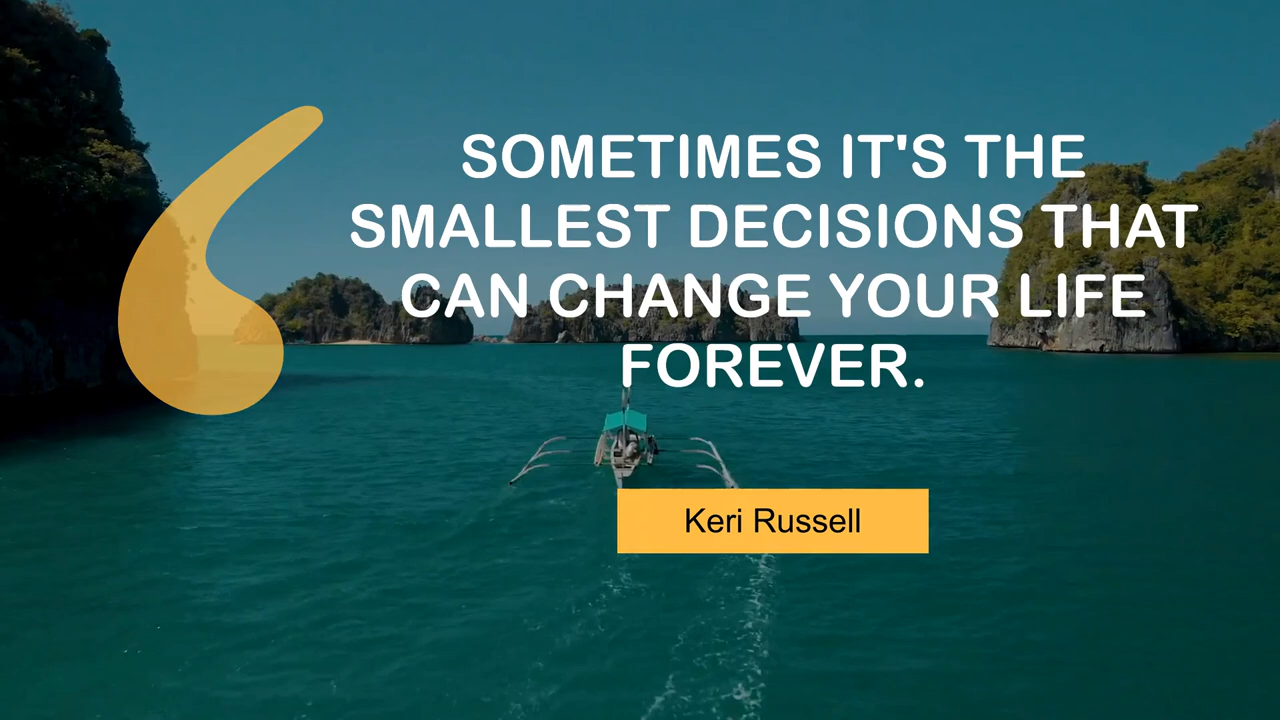 SOMETIMES IT'S THE
SMALLEST DECISIONS THAT
CAN CHANGE YOUR LIFE
FOREVER.
Keri Russell